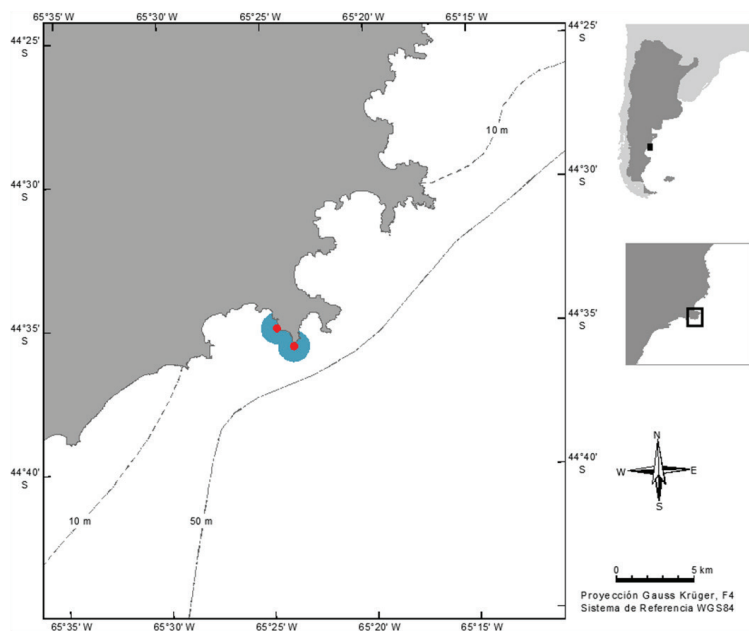 65°35' W 65°30' W 65°25' W 65°20' W 65°15' W
44°25' S
44°25' S
10 m
44°30' S
44°30' S
44°35' S
44°35' S
44°40' S
44°40' S
N
W E
S
10 m
50 m
0 5 km
Proyección Gauss Krüger, F4
Sistema de Referencia WGS84
65°35' W 65°30' W 65°25' W 65°20' W 65°15' W